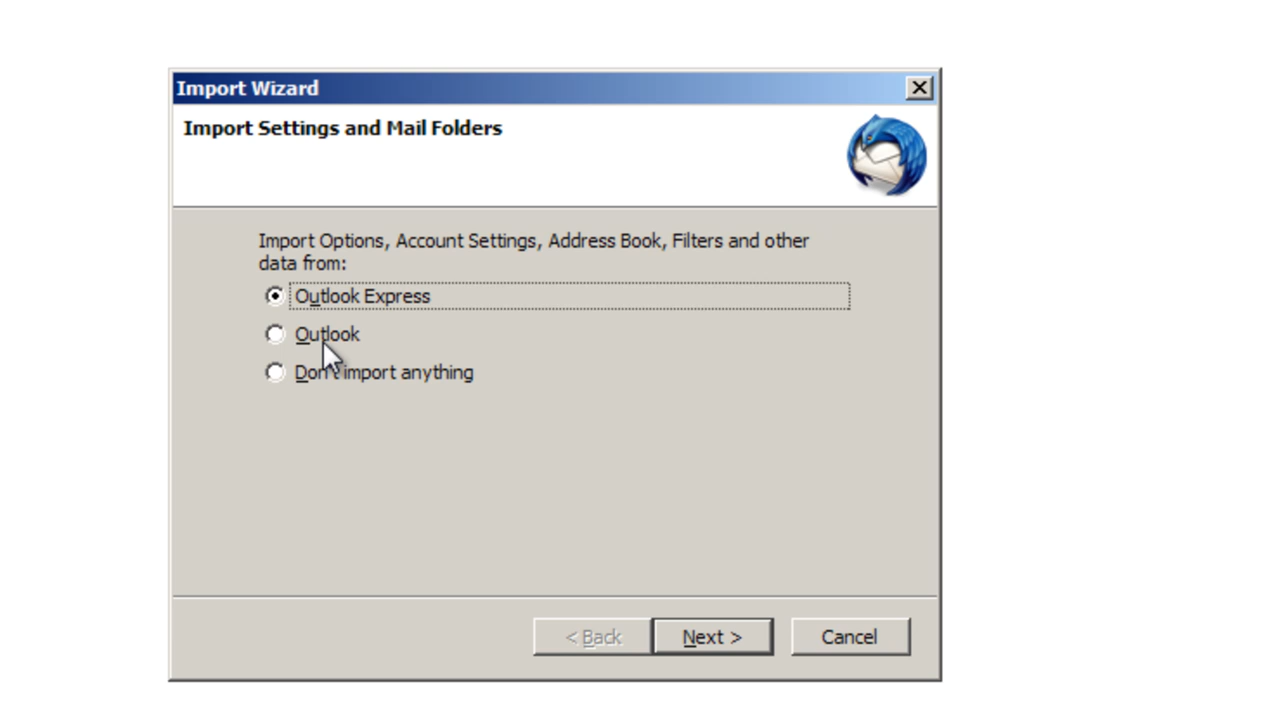 Import Wizard
Import Settings and Mail Folders
Import Options, Account Settings, Address Book, Filters and other
data from:
Outlook Express
Outlook
Don't import anything
< Back
Next >
Cancel